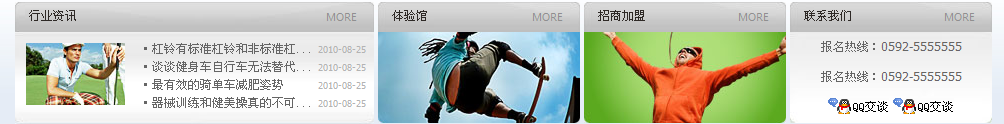 行业资讯 MORE
杠铃有标准杠铃和非标准杠... 2010-08-25
谈谈健身车自行车无法替代... 2010-08-25
最有效的骑单车减肥姿势 2010-08-25
器械训练和健美操真的不可... 2010-08-25
体验馆 MORE
招商加盟 MORE
联系我们 MORE
报名热线：0592-5555555
报名热线：0592-5555555
QQ交谈 QQ交谈